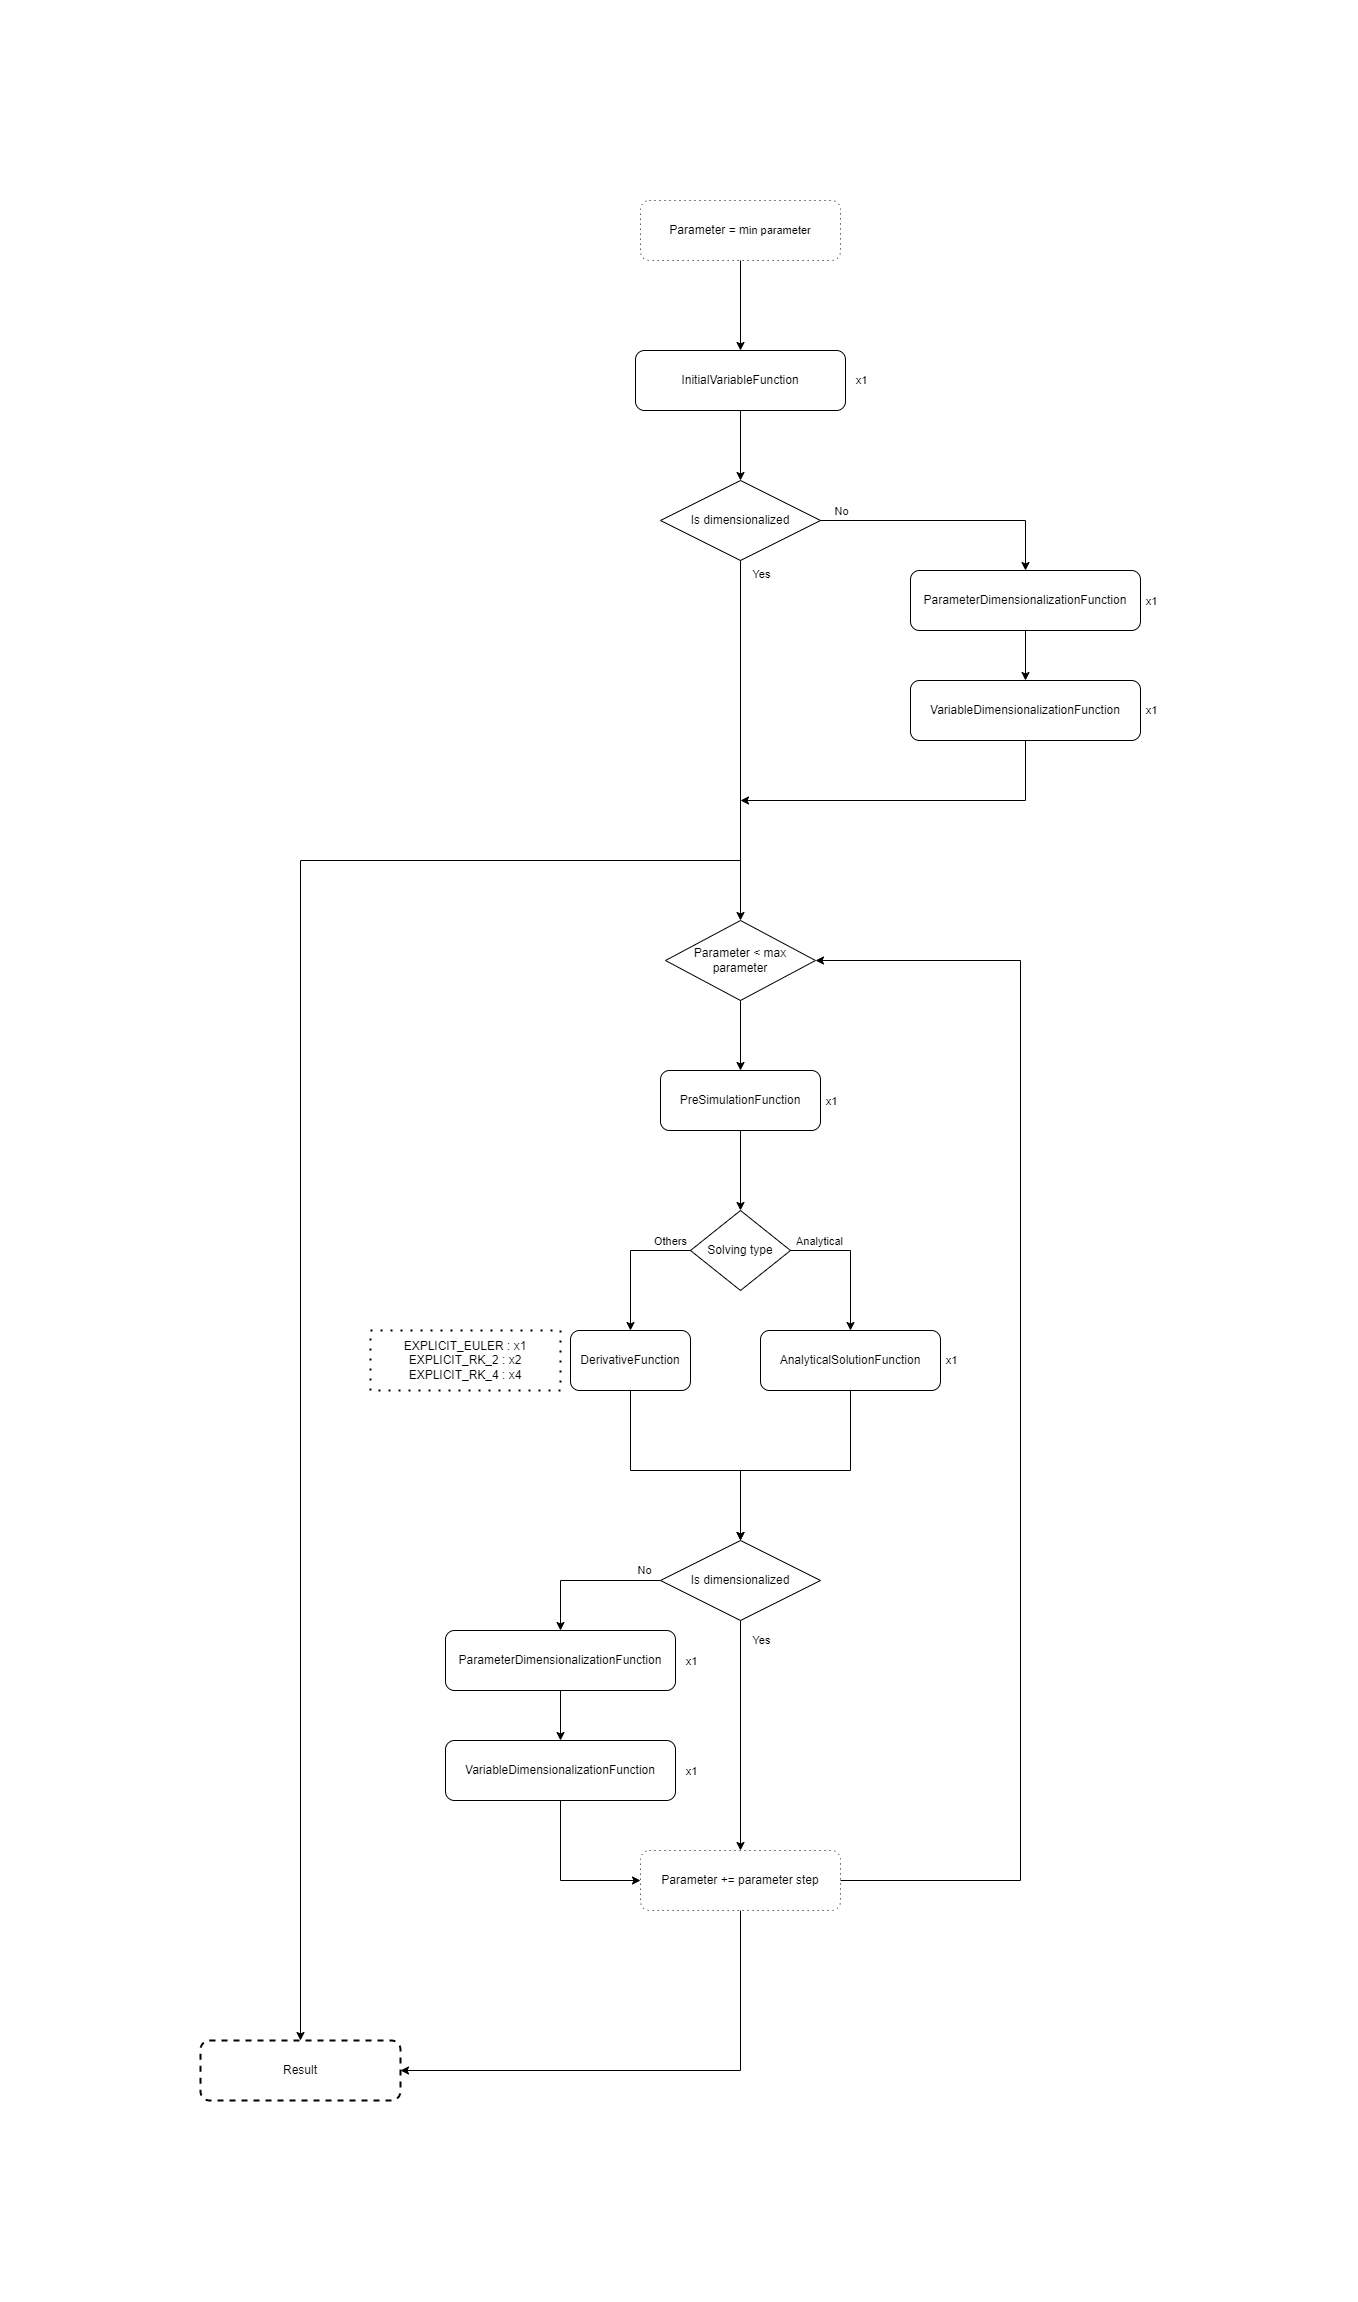 Parameter = min parameter
InitialVariableFunction
x1
Is dimensionalized
No
Yes
ParameterDimensionalizationFunction
x1
VariableDimensionalizationFunction
x1
Parameter < max
parameter
PreSimulationFunction
x1
Others
Solving type
Analytical
EXPLICIT_EULER : x1
EXPLICIT_RK_2 : x2
EXPLICIT_RK_4 : x4
DerivativeFunction
AnalyticalSolutionFunction
x1
No
Is dimensionalized
Yes
ParameterDimensionalizationFunction
x1
VariableDimensionalizationFunction
x1
Parameter += parameter step
Result